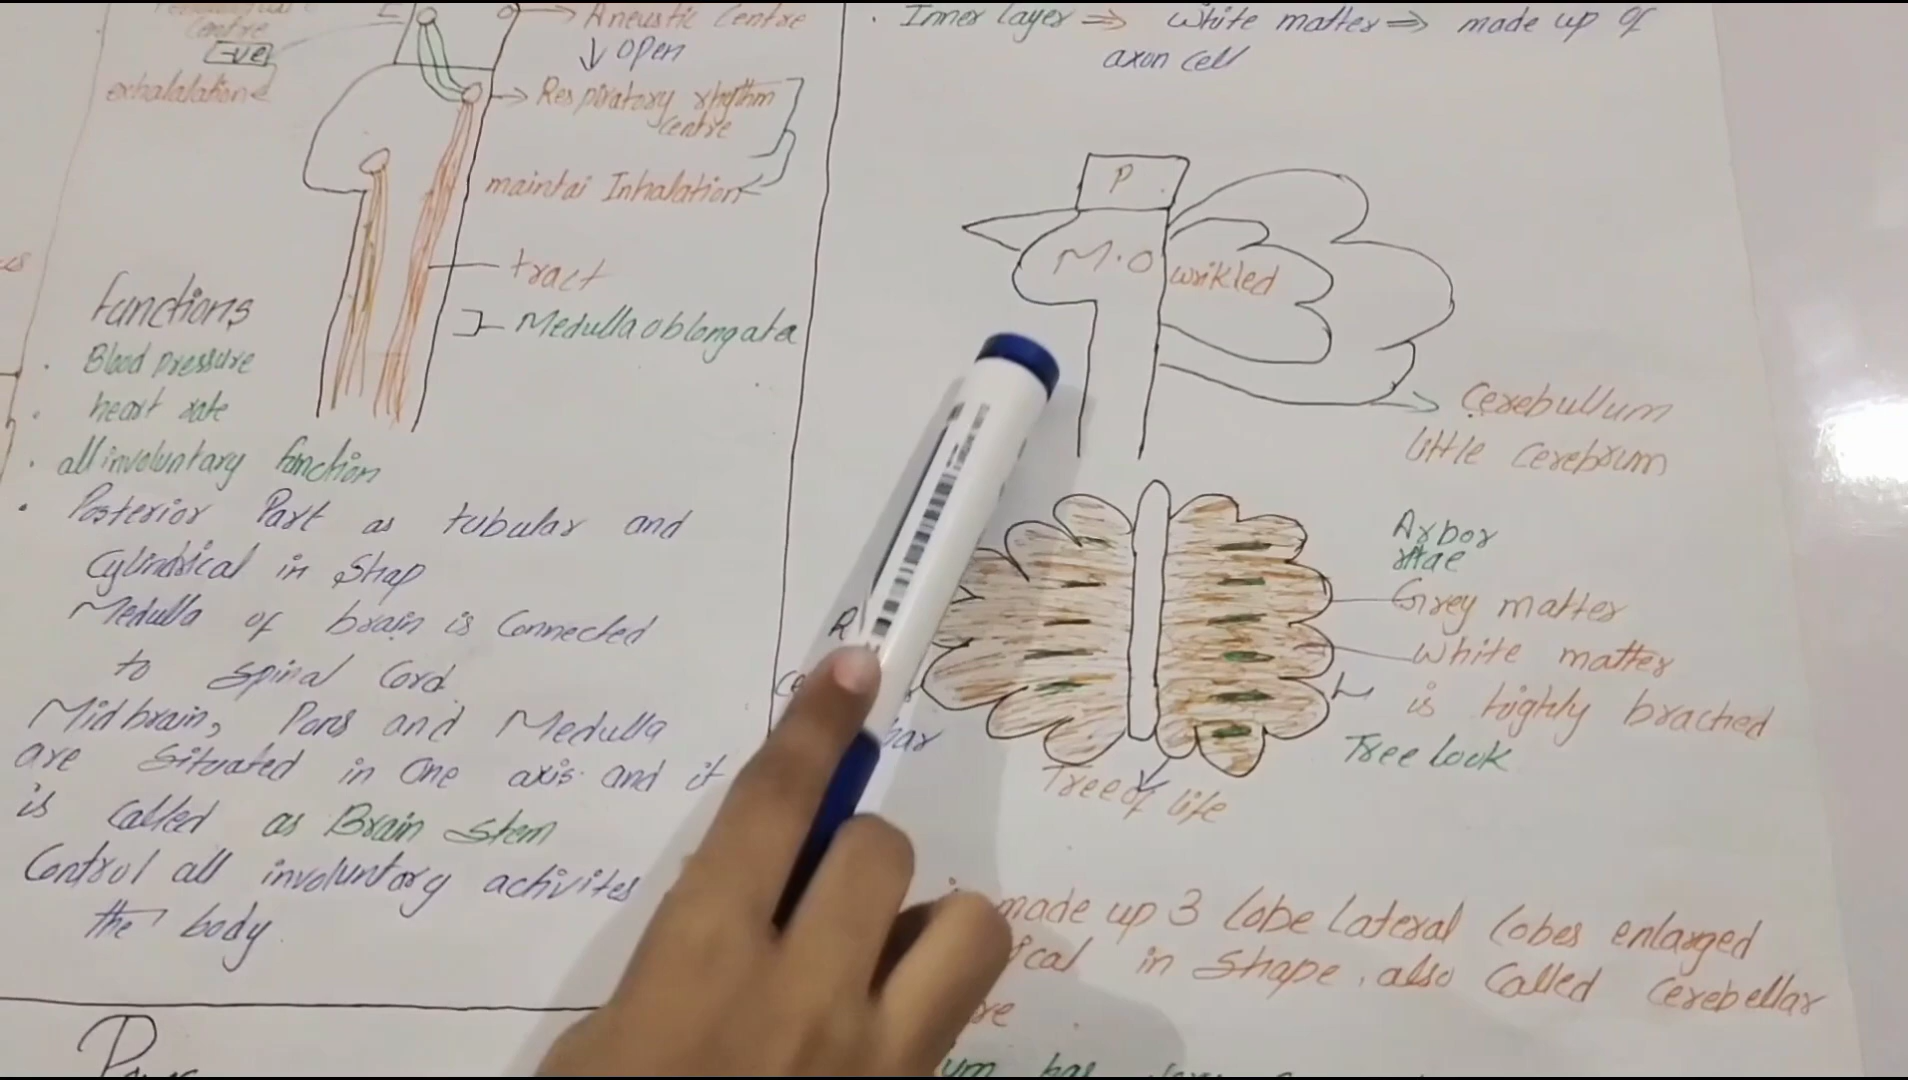 centre
-ve
exhalalation
Aneustic Centre
open
Respiratory rhythm
centre
maintai Inhalation
tract
Medulla oblongata
Functions
. Blood pressure
. heart rate
. all involuntary function
. Posterior Part as tubular and
Cylindrical in Shap
Medulla of brain is Connected
to spinal Cord
Midbrain, Pons and Medulla
are situated in one axis and it
is called as Brain Stem
Control all involuntory activites
the body
. Inner layer ⇒ white matter ⇒ made up of
axon cell
P
M.O
wrikled
Cerebullum
little cerebrum
Arbor
Grey matter
White matter
is highly brached
Tree look
Tree of life
made up 3 lobe lateral lobes enlarged
in shape, also called cerebellar
has